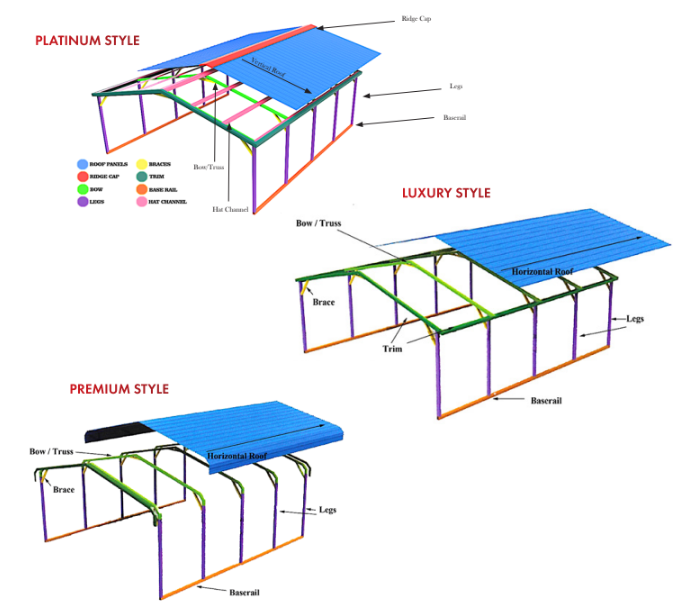 PLATINUM STYLE
Ridge Cap
Vertical Roof
Legs
Baserail
ROOF PANELS
BRACES
RIDGE CAP
TRIM
BOW
BASE RAIL
LEGS
HAT CHANNEL
Bow/Truss
Hat Channel
LUXURY STYLE
Bow / Truss
Horizontal Roof
Brace
Legs
Trim
Baserail
PREMIUM STYLE
Bow / Truss
Horizontal Roof
Brace
Legs
Baserail